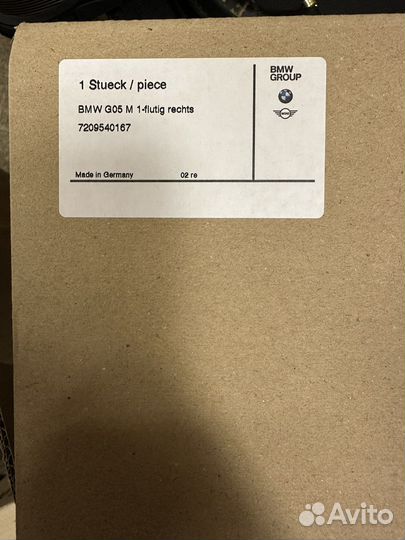 1 Stueck / piece
BMW G05 M 1-flutig rechts
7209540167
Made in Germany 02 re
BMW
GROUP
Avito